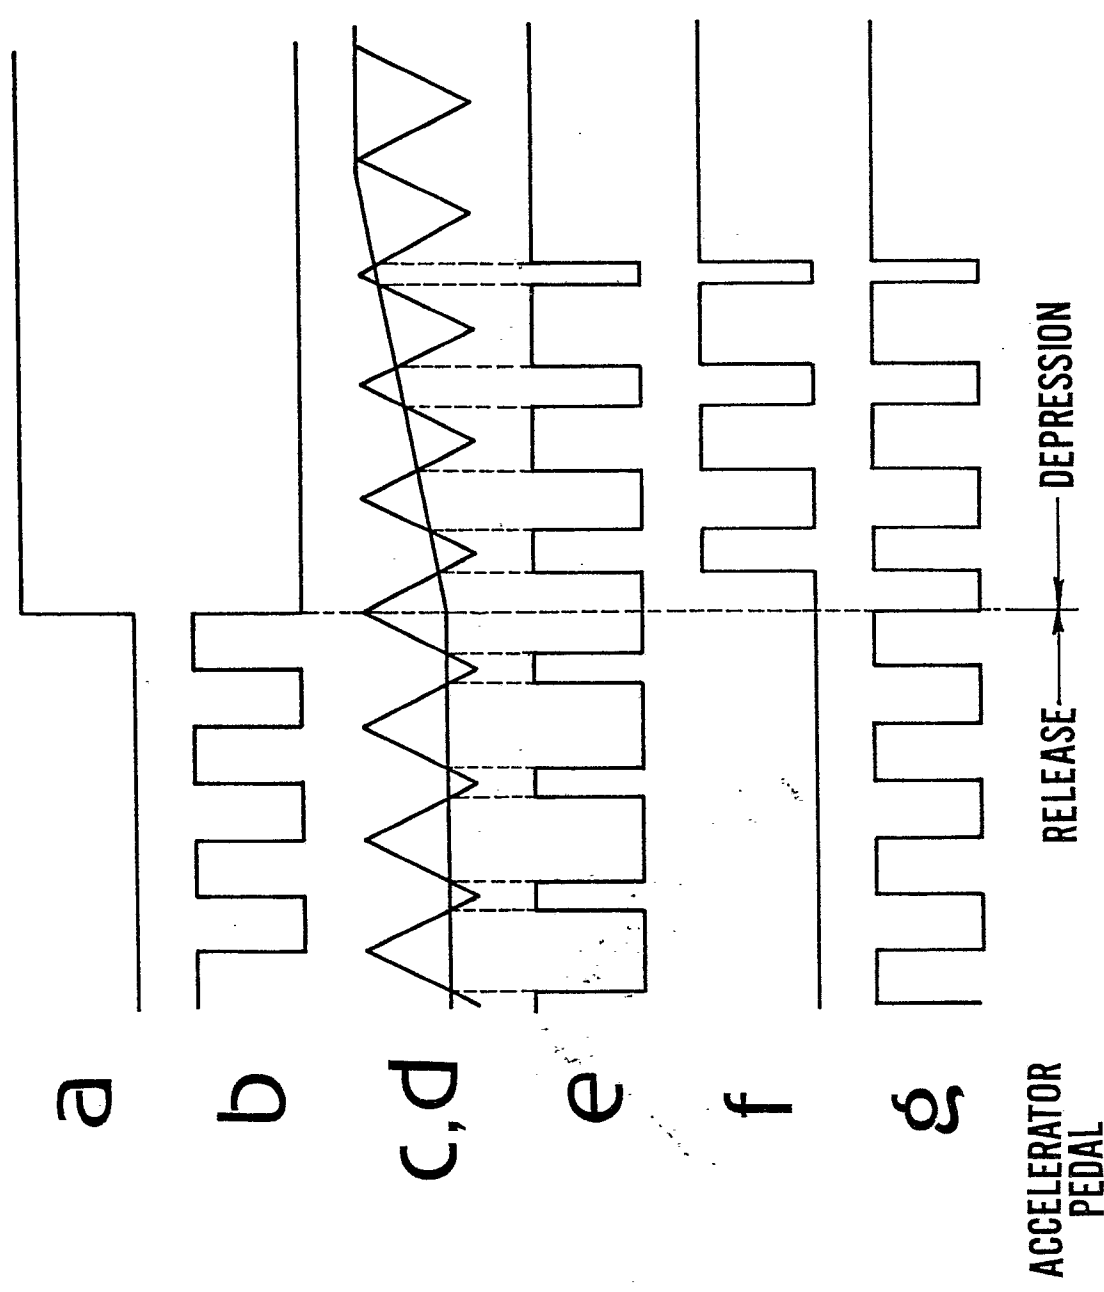 a
b
c,d
e
f
g
ACCELERATOR
PEDAL
RELEASE
DEPRESSION